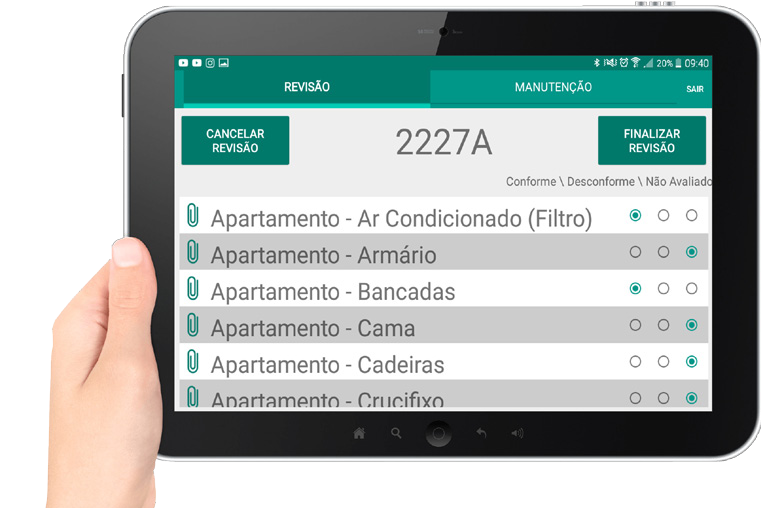 20% 09:40
REVISÃO
MANUTENÇÃO
SAIR
CANCELAR
REVISÃO
2227A
FINALIZAR
REVISÃO
Conforme \ Desconforme \ Não Avaliado
Apartamento - Ar Condicionado (Filtro)
Apartamento - Armário
Apartamento - Bancadas
Apartamento - Cama
Apartamento - Cadeiras
Apartamento - Crucifixo